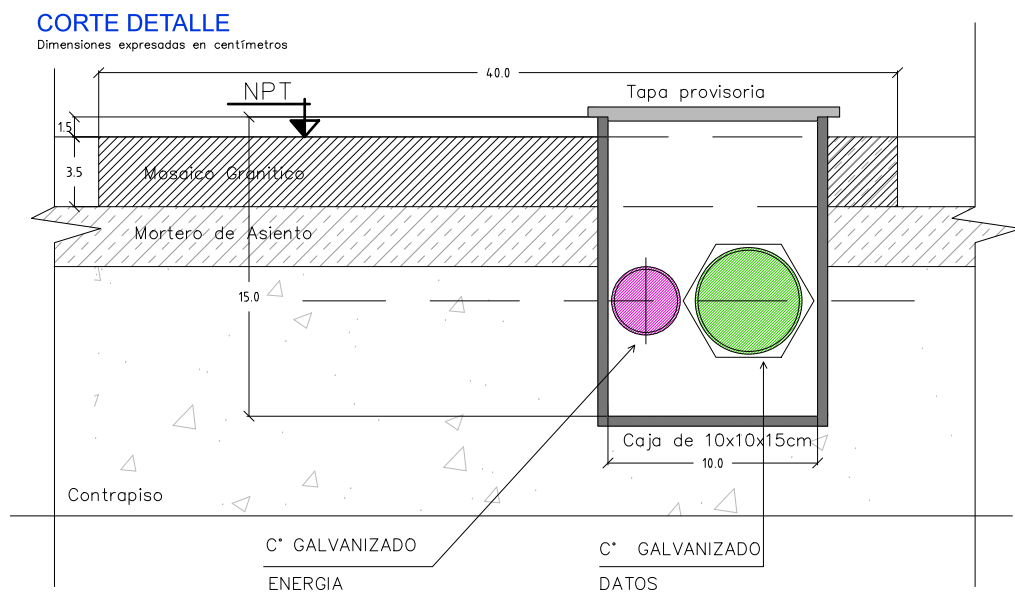 CORTE DETALLE
Dimensiones expresadas en centímetros
40.0
NPT
Tapa provisoria
1.5
3.5
Mosaico Granítico
Mortero de Asiento
15.0
Caja de 10x10x15cm
10.0
Contrapiso
C° GALVANIZADO
ENERGIA
C° GALVANIZADO
DATOS